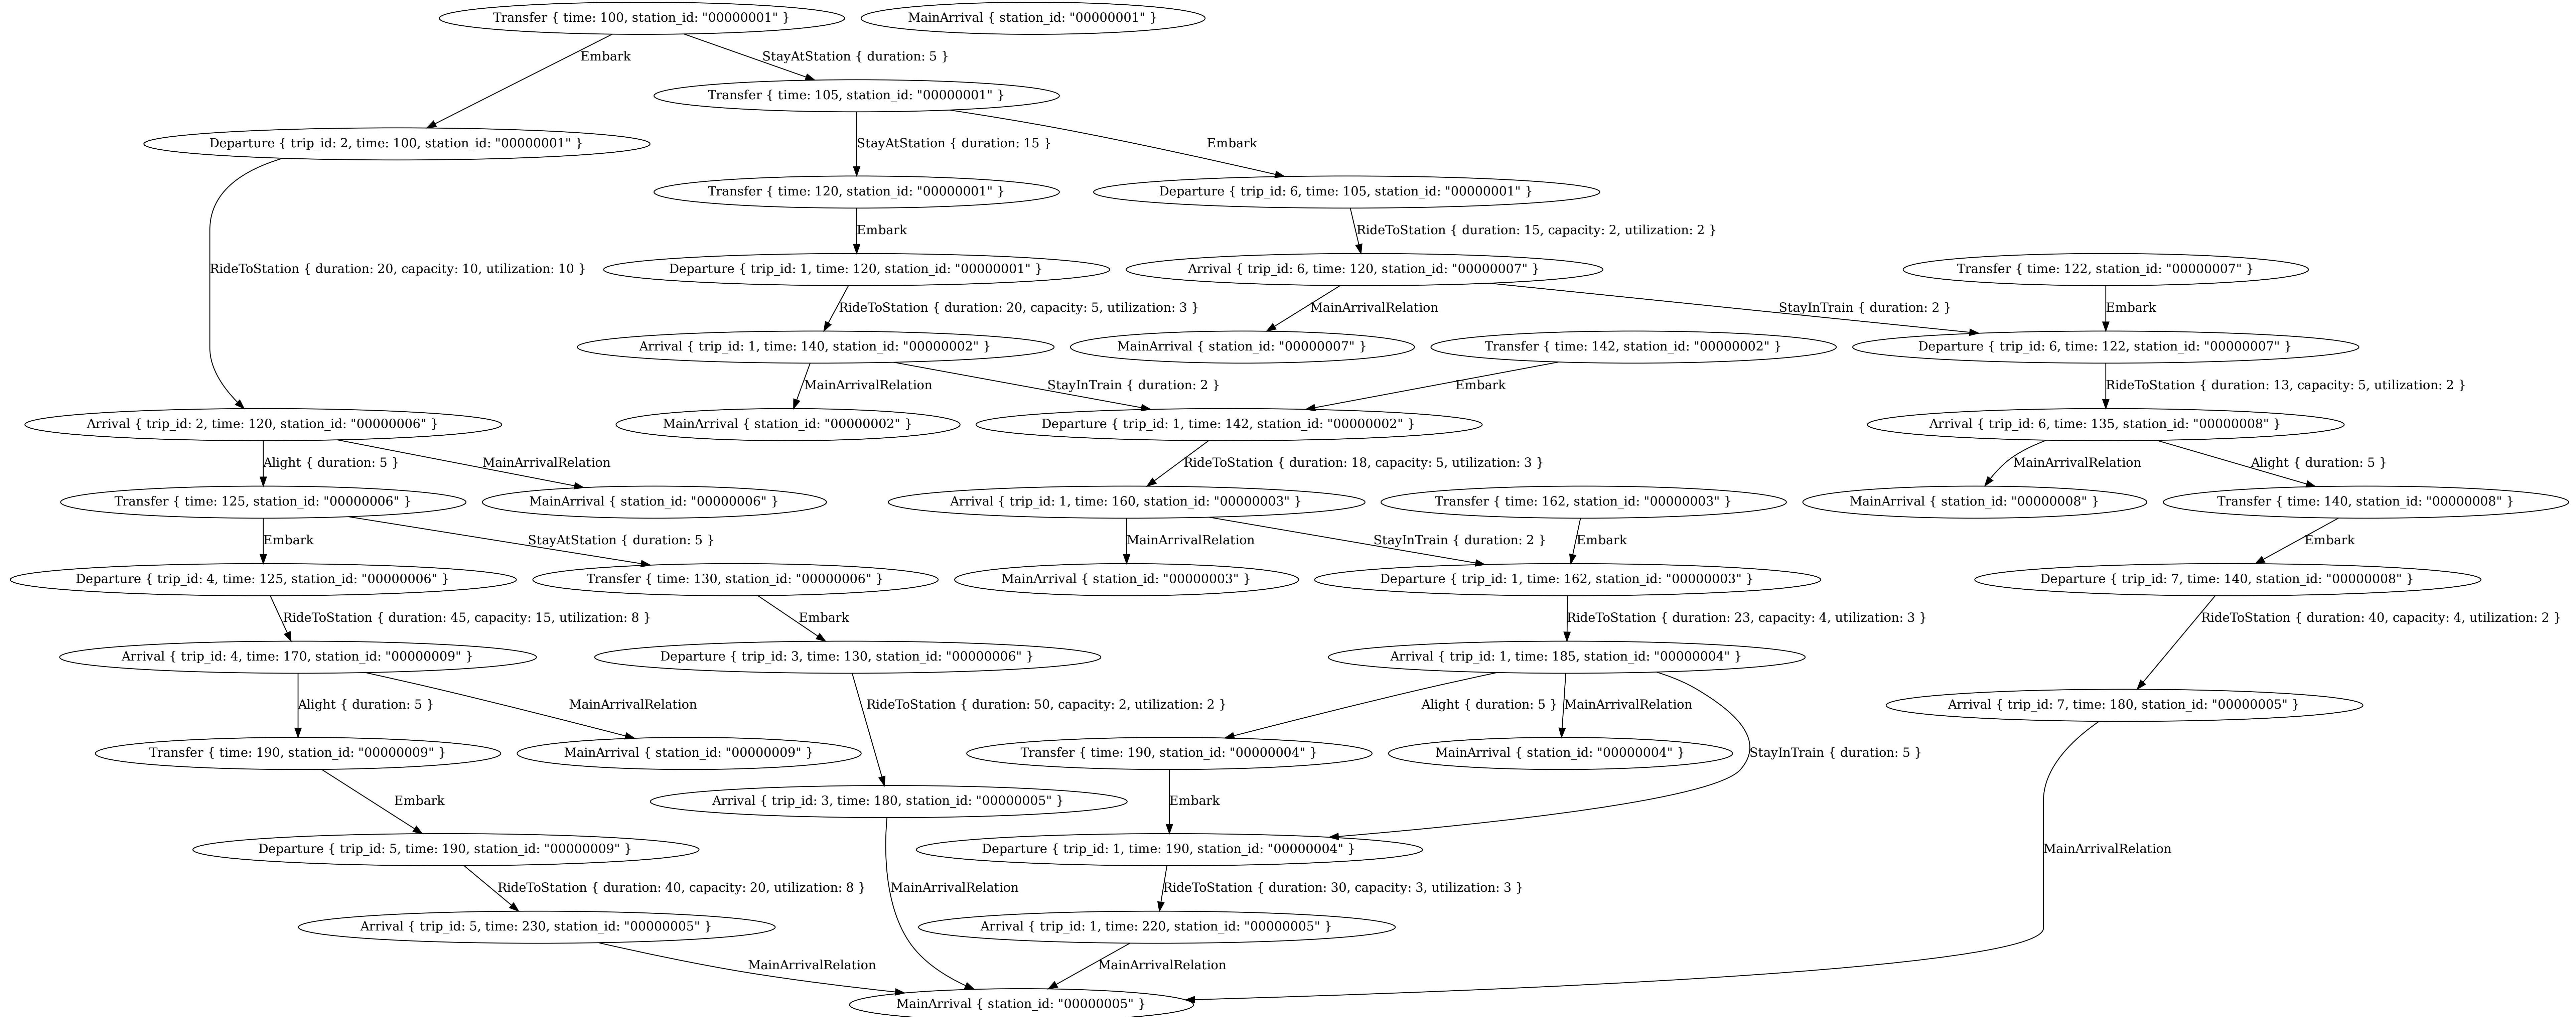 Transfer { time: 100, station_id: "00000001" }
MainArrival { station_id: "00000001" }
Embark
StayAtStation { duration: 5 }
Transfer { time: 105, station_id: "00000001" }
Departure { trip_id: 2, time: 100, station_id: "00000001" }
StayAtStation { duration: 15 }
Embark
Transfer { time: 120, station_id: "00000001" }
Departure { trip_id: 6, time: 105, station_id: "00000001" }
Embark
RideToStation { duration: 15, capacity: 2, utilization: 2 }
RideToStation { duration: 20, capacity: 10, utilization: 10 }
Departure { trip_id: 1, time: 120, station_id: "00000001" }
Arrival { trip_id: 6, time: 120, station_id: "00000007" }
Transfer { time: 122, station_id: "00000007" }
RideToStation { duration: 20, capacity: 5, utilization: 3 }
MainArrivalRelation
StayInTrain { duration: 2 }
Embark
Arrival { trip_id: 1, time: 140, station_id: "00000002" }
MainArrival { station_id: "00000007" }
Transfer { time: 142, station_id: "00000002" }
Departure { trip_id: 6, time: 122, station_id: "00000007" }
MainArrivalRelation
StayInTrain { duration: 2 }
Embark
RideToStation { duration: 13, capacity: 5, utilization: 2 }
Arrival { trip_id: 2, time: 120, station_id: "00000006" }
MainArrival { station_id: "00000002" }
Departure { trip_id: 1, time: 142, station_id: "00000002" }
Arrival { trip_id: 6, time: 135, station_id: "00000008" }
Alight { duration: 5 }
MainArrivalRelation
RideToStation { duration: 18, capacity: 5, utilization: 3 }
MainArrivalRelation
Alight { duration: 5 }
Transfer { time: 125, station_id: "00000006" }
MainArrival { station_id: "00000006" }
Arrival { trip_id: 1, time: 160, station_id: "00000003" }
Transfer { time: 162, station_id: "00000003" }
MainArrival { station_id: "00000008" }
Transfer { time: 140, station_id: "00000008" }
Embark
StayAtStation { duration: 5 }
MainArrivalRelation
StayInTrain { duration: 2 }
Embark
Embark
Departure { trip_id: 4, time: 125, station_id: "00000006" }
Transfer { time: 130, station_id: "00000006" }
MainArrival { station_id: "00000003" }
Departure { trip_id: 1, time: 162, station_id: "00000003" }
Departure { trip_id: 7, time: 140, station_id: "00000008" }
RideToStation { duration: 45, capacity: 15, utilization: 8 }
Embark
RideToStation { duration: 23, capacity: 4, utilization: 3 }
RideToStation { duration: 40, capacity: 4, utilization: 2 }
Arrival { trip_id: 4, time: 170, station_id: "00000009" }
Departure { trip_id: 3, time: 130, station_id: "00000006" }
Arrival { trip_id: 1, time: 185, station_id: "00000004" }
Alight { duration: 5 }
MainArrivalRelation
RideToStation { duration: 50, capacity: 2, utilization: 2 }
Alight { duration: 5 }
MainArrivalRelation
Arrival { trip_id: 7, time: 180, station_id: "00000005" }
Transfer { time: 190, station_id: "00000009" }
MainArrival { station_id: "00000009" }
Transfer { time: 190, station_id: "00000004" }
MainArrival { station_id: "00000004" }
StayInTrain { duration: 5 }
Embark
Arrival { trip_id: 3, time: 180, station_id: "00000005" }
Embark
Departure { trip_id: 5, time: 190, station_id: "00000009" }
Departure { trip_id: 1, time: 190, station_id: "00000004" }
MainArrivalRelation
RideToStation { duration: 40, capacity: 20, utilization: 8 }
MainArrivalRelation
RideToStation { duration: 30, capacity: 3, utilization: 3 }
Arrival { trip_id: 5, time: 230, station_id: "00000005" }
Arrival { trip_id: 1, time: 220, station_id: "00000005" }
MainArrivalRelation
MainArrivalRelation
MainArrival { station_id: "00000005" }